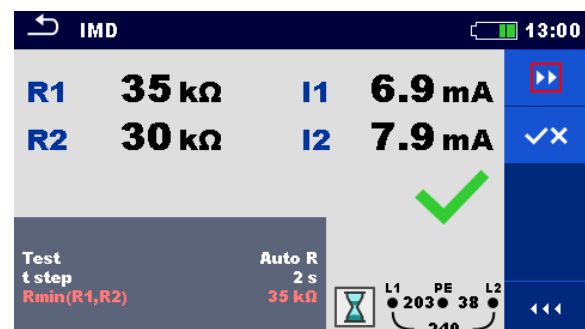 IMD 13:00
R1 35 kΩ I1 6.9 mA
R2 30 kΩ I2 7.9 mA
Test Auto R
t step 2 s
Rmin(R1,R2) 35 kΩ
L1 PE L2
203 38
240